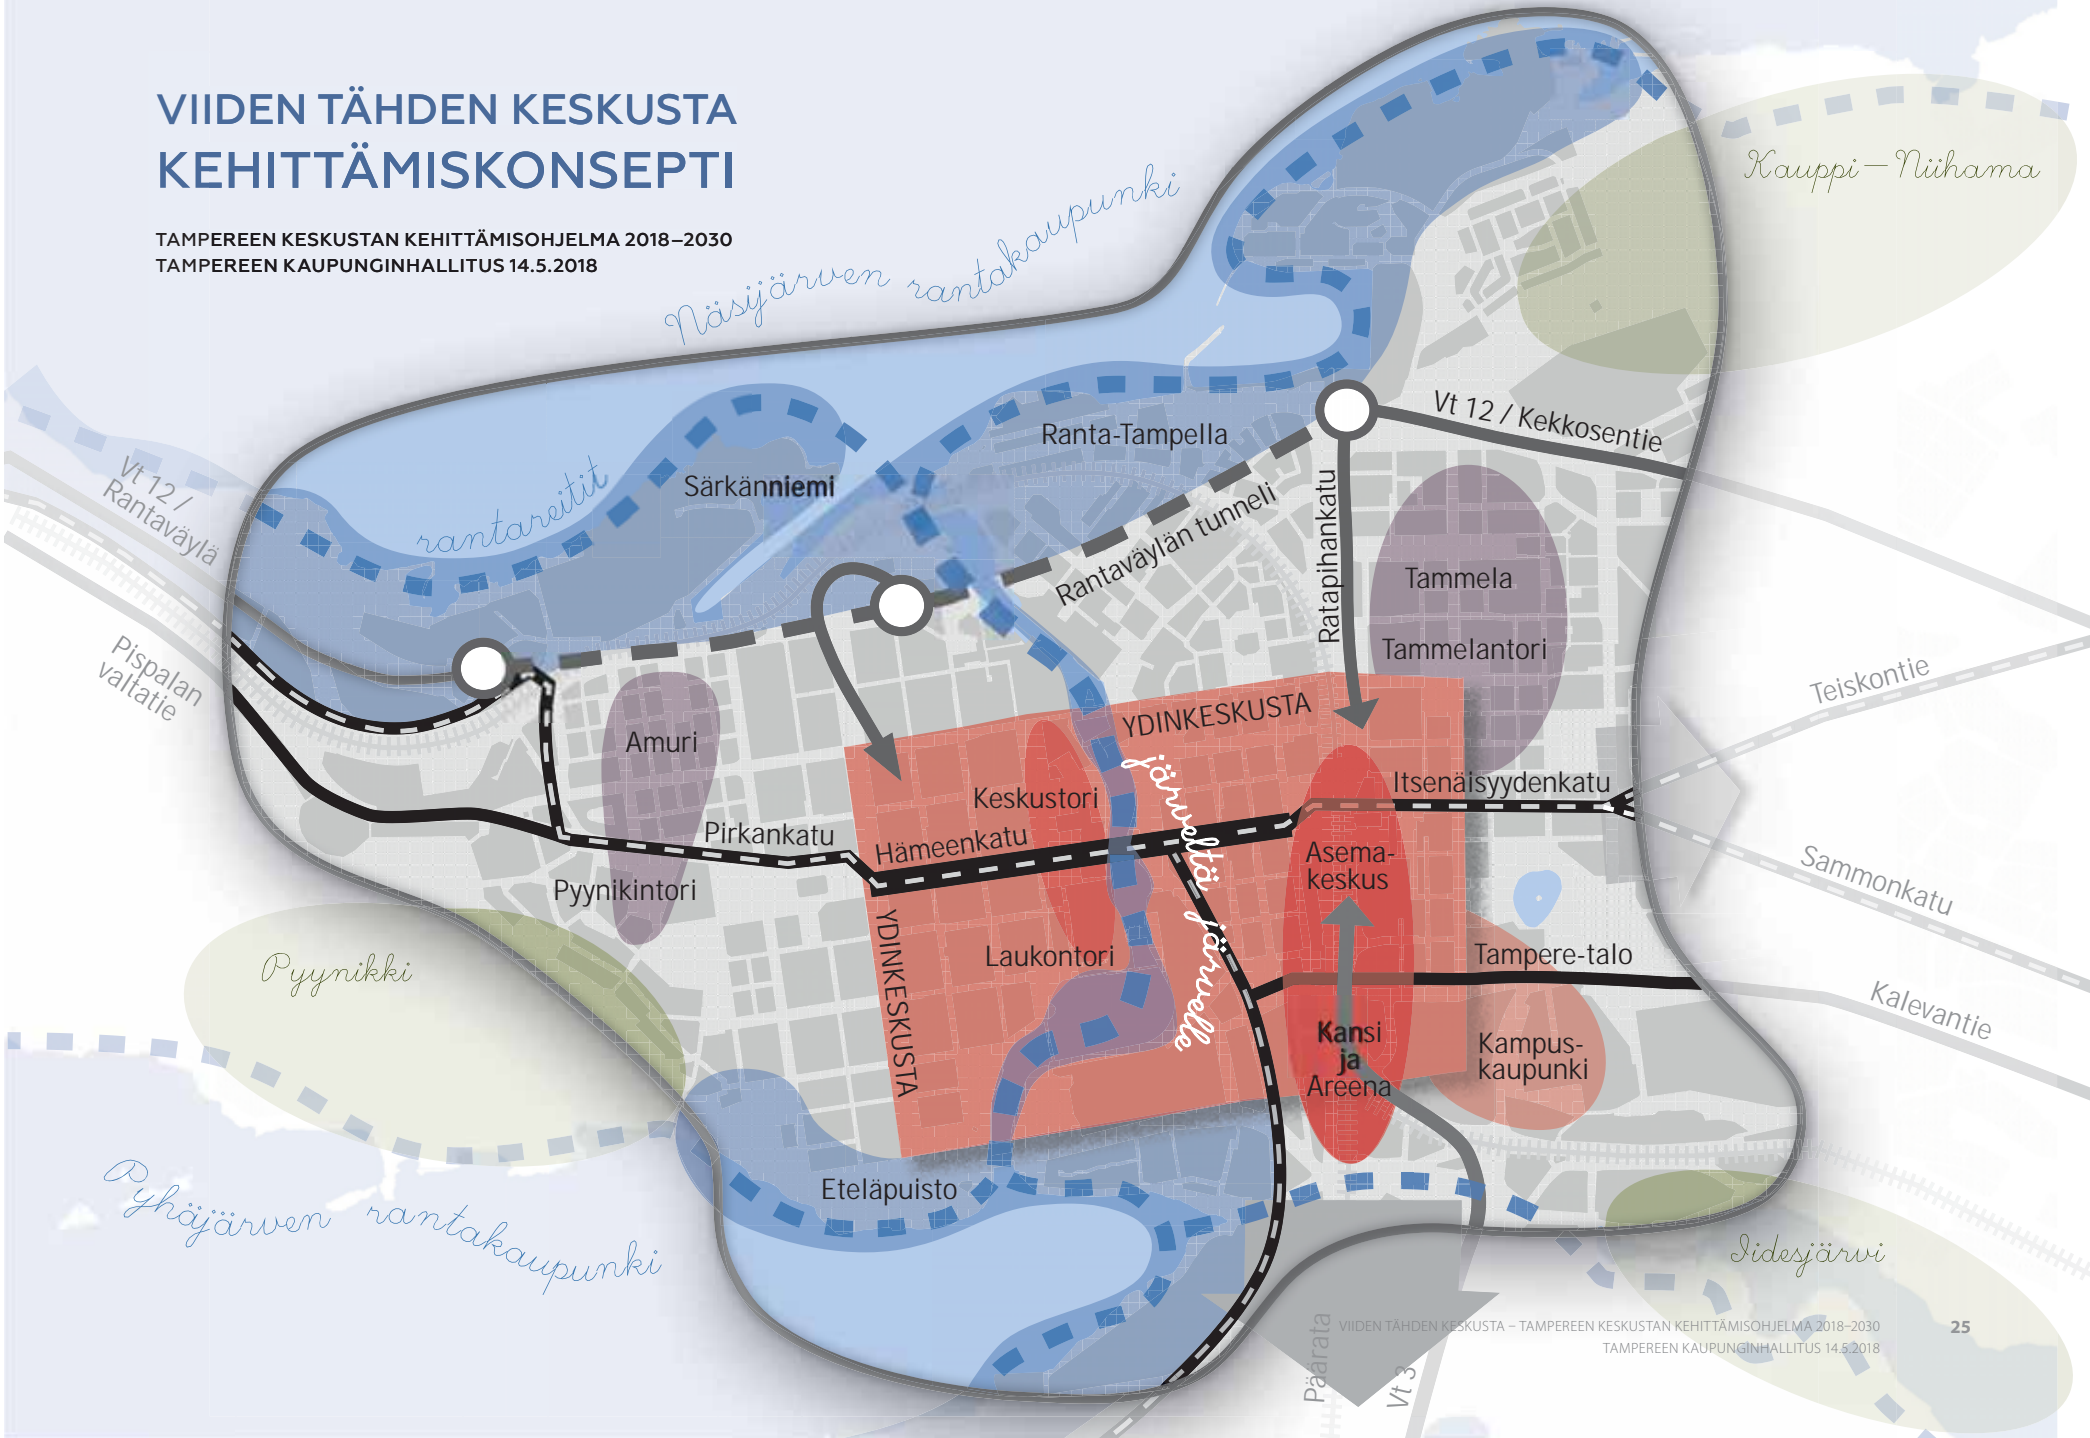 VIIDEN TÄHDEN KESKUSTA
KEHITTÄMISKONSEPTI
TAMPEREEN KESKUSTAN KEHITTÄMISOHJELMA 2018–2030
TAMPEREEN KAUPUNGINHALLITUS 14.5.2018
Näsijärven rantakaupunki
Kauppi–Niihama
Vt 12 / Kekkosentie
Ranta-Tampella
Särkänniemi
rantareitit
Vt 12 /
Rantaväylä
Rantaväylän tunneli
Ratapihankatu
Tammela
Tammelantori
Pispalan
valtatie
Teiskontie
YDINKESKUSTA
Amuri
Itsenäisyydenkatu
Keskustori
Pirkankatu
Hämeenkatu
järveltä järvelle
Asema-
keskus
Sammonkatu
Pyynikintori
YDINKESKUSTA
Laukontori
Tampere-talo
Pyynikki
Kalevantie
Kansi
ja
Areena
Kampus-
kaupunki
Eteläpuisto
Pyhäjärven rantakaupunki
Iidesjärvi
Päärata
Vt 3
VIIDEN TÄHDEN KESKUSTA – TAMPEREEN KESKUSTAN KEHITTÄMISOHJELMA 2018–2030
TAMPEREEN KAUPUNGINHALLITUS 14.5.2018
25